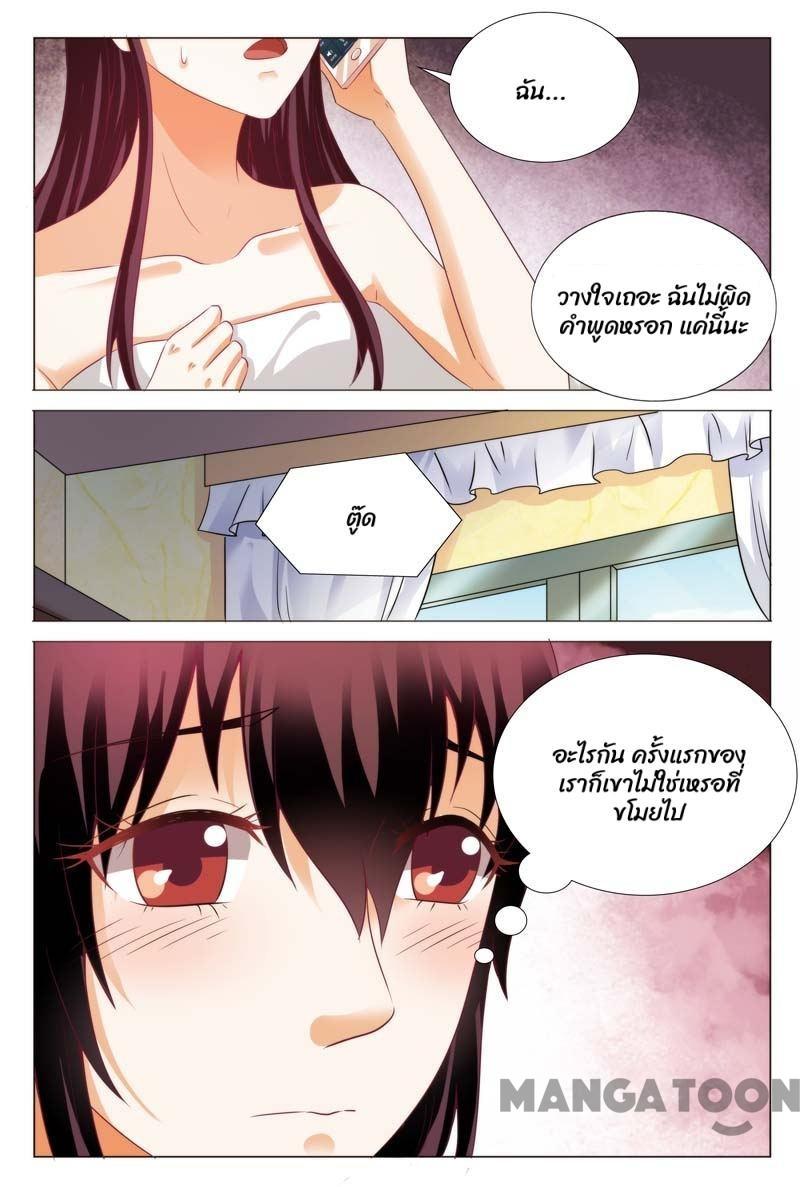 ฉัน...
วางใจเถอะ ฉันไม่ผิด
คำพูดหรอก แค่นี้นะ
ตู๊ด
อะไรกัน ครั้งแรกของ
เราก็เขาไม่ใช่เหรอที่
ขโมยไป
MANGATOON